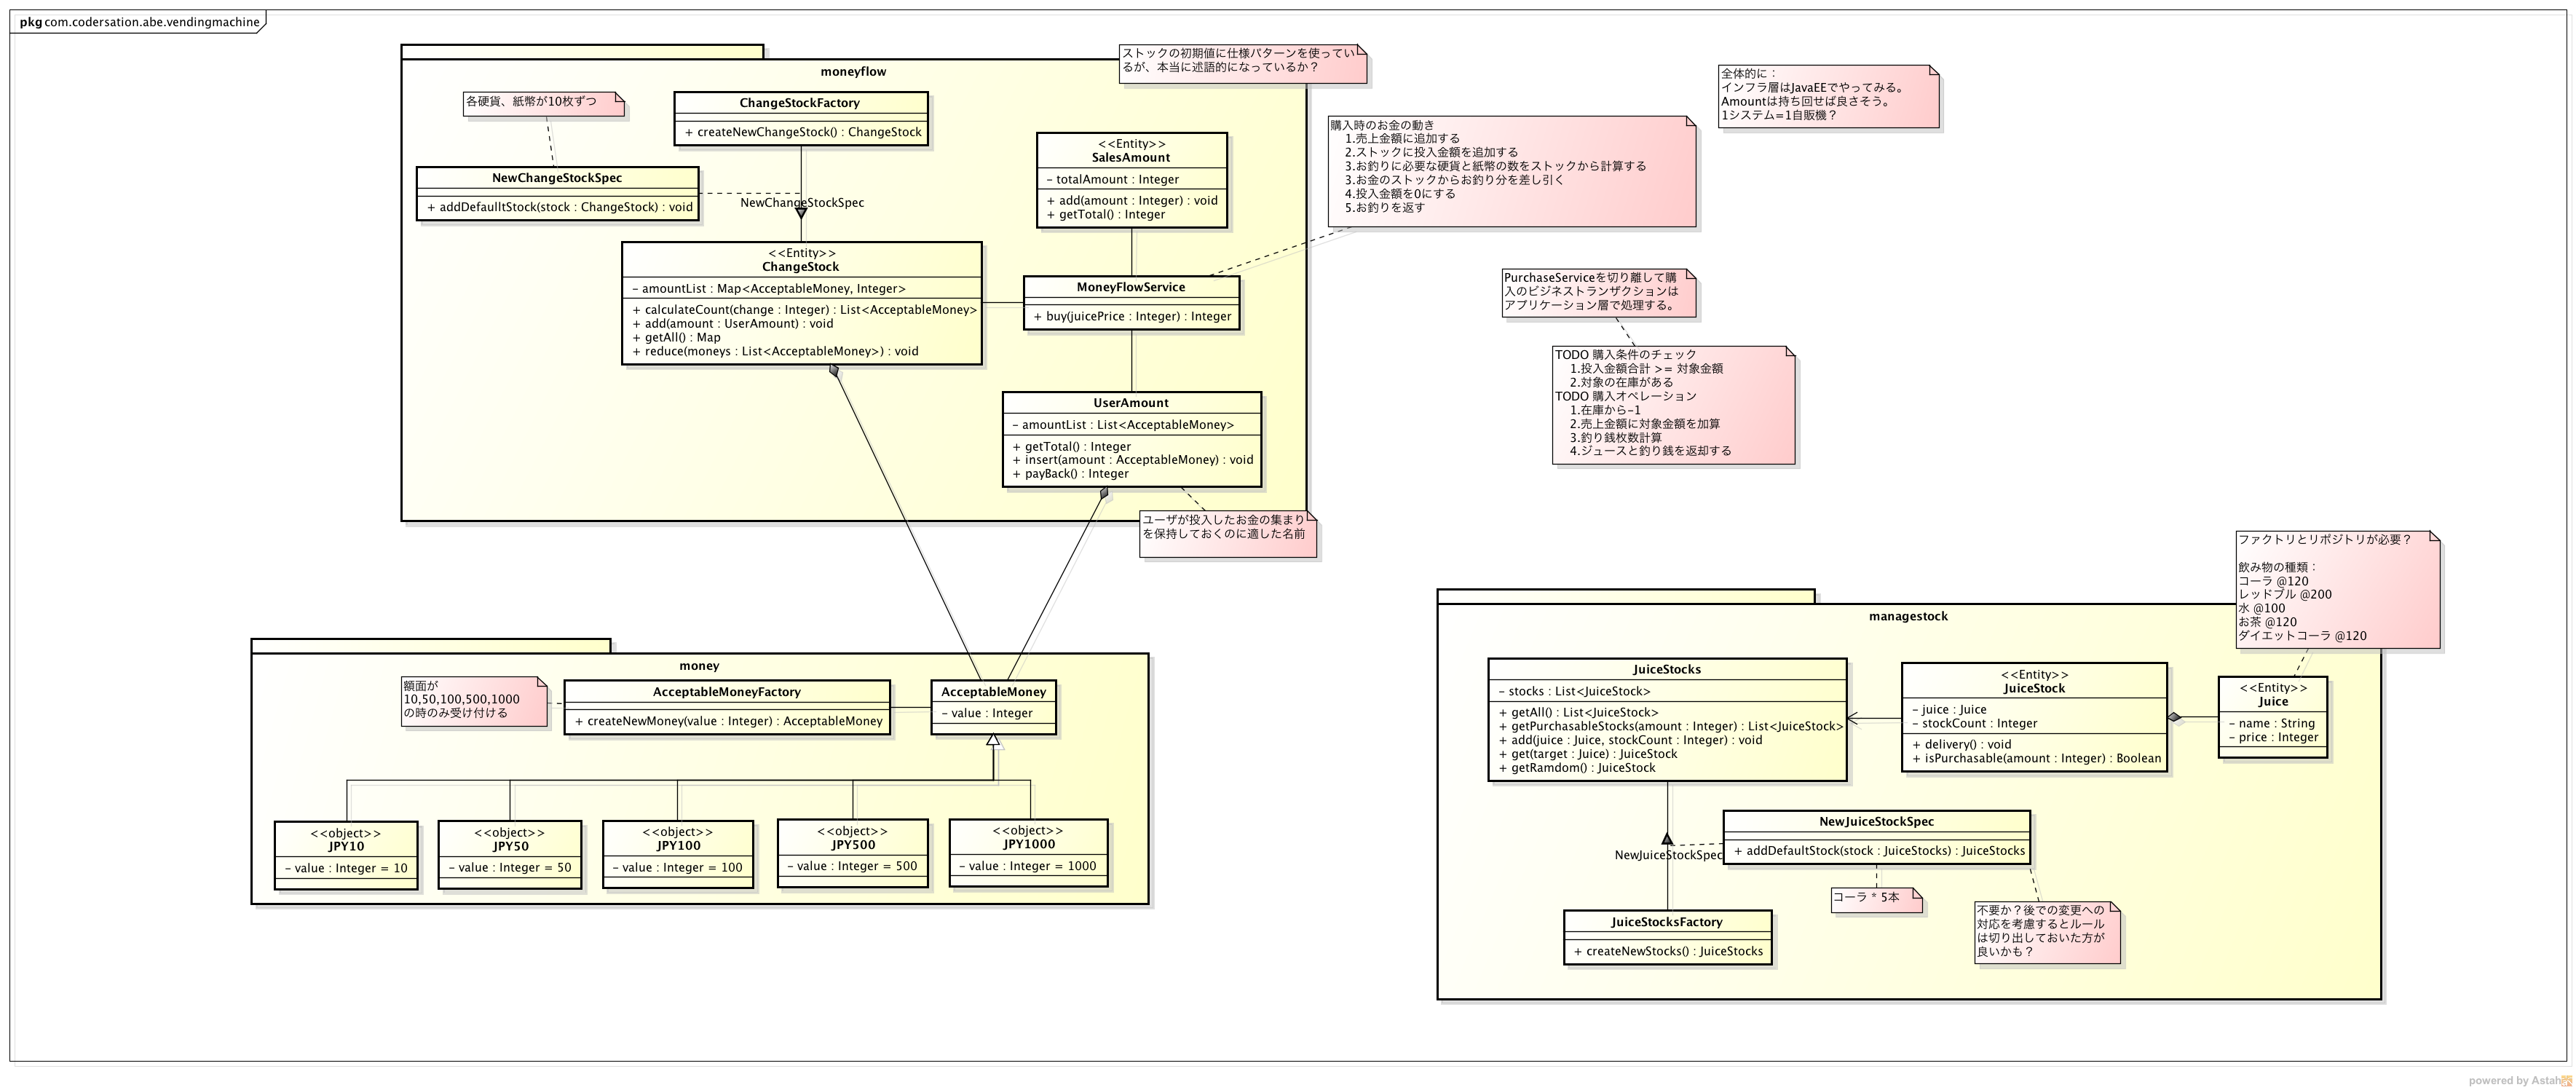 pkg com.codersation.abe.vendingmachine
moneyflow
ストックの初期値に仕様パターンを使ってい
るが、本当に述語的になっているか？
全体的に：
インフラ層はJavaEEでやってみる。
Amountは持ち回せば良さそう。
1システム=1自販機？
各硬貨、紙幣が10枚ずつ
ChangeStockFactory
+ createNewChangeStock() : ChangeStock
購入時のお金の動き
1.売上金額に追加する
2.ストックに投入金額を追加する
3.お釣りに必要な硬貨と紙幣の数をストックから計算する
3.お金のストックからお釣り分を差し引く
4.投入金額を0にする
5.お釣りを返す
<<Entity>>
SalesAmount
- totalAmount : Integer
+ add(amount : Integer) : void
+ getTotal() : Integer
NewChangeStockSpec
+ addDefaulltStock(stock : ChangeStock) : void
NewChangeStockSpec
<<Entity>>
ChangeStock
- amountList : Map<AcceptableMoney, Integer>
+ calculateCount(change : Integer) : List<AcceptableMoney>
+ add(amount : UserAmount) : void
+ getAll() : Map
+ reduce(moneys : List<AcceptableMoney>) : void
MoneyFlowService
+ buy(juicePrice : Integer) : Integer
PurchaseServiceを切り離して購
入のビジネストランザクションは
アプリケーション層で処理する。
TODO 購入条件のチェック
1.投入金額合計 >= 対象金額
2.対象の在庫がある
TODO 購入オペレーション
1.在庫から-1
2.売上金額に対象金額を加算
3.釣り銭枚数計算
4.ジュースと釣り銭を返却する
UserAmount
- amountList : List<AcceptableMoney>
+ getTotal() : Integer
+ insert(amount : AcceptableMoney) : void
+ payBack() : Integer
ユーザが投入したお金の集まり
を保持しておくのに適した名前
ファクトリとリポジトリが必要？
飲み物の種類：
コーラ @120
レッドブル @200
水 @100
お茶 @120
ダイエットコーラ @120
money
額面が
10,50,100,500,1000
の時のみ受け付ける
AcceptableMoneyFactory
+ createNewMoney(value : Integer) : AcceptableMoney
AcceptableMoney
- value : Integer
<<object>>
JPY10
- value : Integer = 10
<<object>>
JPY50
- value : Integer = 50
<<object>>
JPY100
- value : Integer = 100
<<object>>
JPY500
- value : Integer = 500
<<object>>
JPY1000
- value : Integer = 1000
managestock
JuiceStocks
- stocks : List<JuiceStock>
+ getAll() : List<JuiceStock>
+ getPurchasableStocks(amount : Integer) : List<JuiceStock>
+ add(juice : Juice, stockCount : Integer) : void
+ get(target : Juice) : JuiceStock
+ getRamdom() : JuiceStock
<<Entity>>
JuiceStock
- juice : Juice
- stockCount : Integer
+ delivery() : void
+ isPurchasable(amount : Integer) : Boolean
<<Entity>>
Juice
- name : String
- price : Integer
NewJuiceStockSpec
+ addDefaultStock(stock : JuiceStocks) : JuiceStocks
NewJuiceStockSpec
コーラ * 5本
不要か？後での変更への
対応を考慮するとルール
は切り出しておいた方が
良いかも？
JuiceStocksFactory
+ createNewStocks() : JuiceStocks
powered by Astah